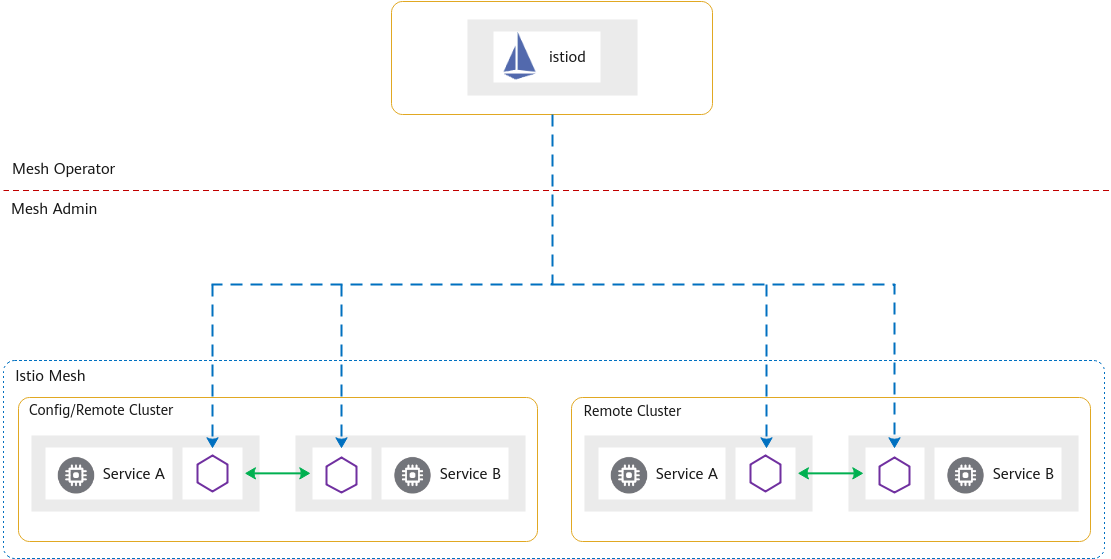 istiod
Mesh Operator
Mesh Admin
Istio Mesh
Config/Remote Cluster
Remote Cluster
Service A
Service B
Service A
Service B